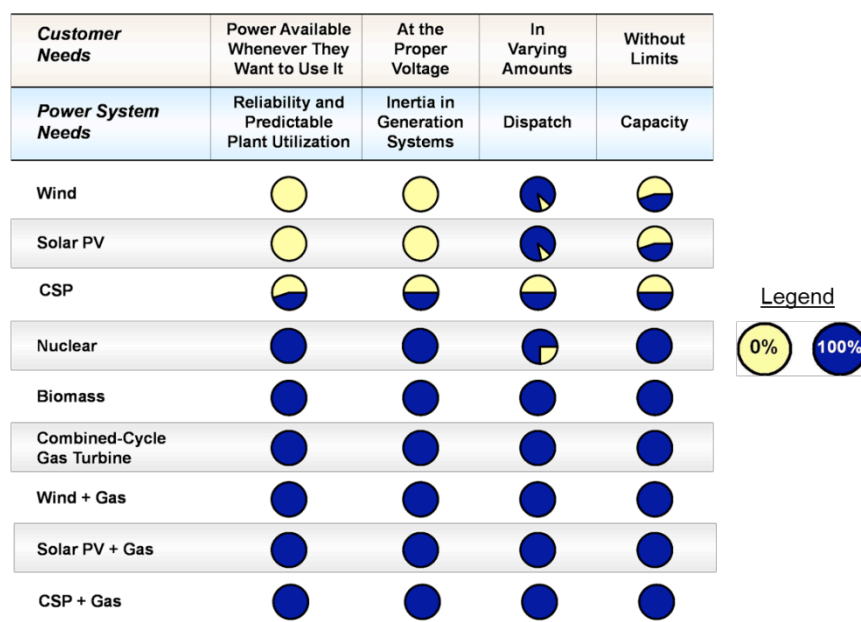 Customer Needs
Power Available Whenever They Want to Use It
At the Proper Voltage
In Varying Amounts
Without Limits
Power System Needs
Reliability and Predictable Plant Utilization
Inertia in Generation Systems
Dispatch
Capacity
Wind
Solar PV
CSP
Nuclear
Biomass
Combined-Cycle
Gas Turbine
Wind + Gas
Solar PV + Gas
CSP + Gas
Legend
0%
100%